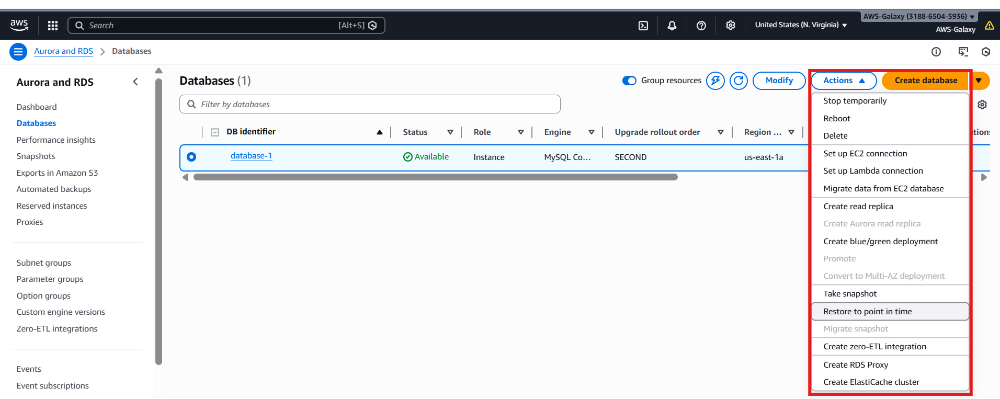 aws
Search [Alt+S]
United States (N. Virginia)
AWS-Galaxy (3188-6504-5936)
AWS-Galaxy
Aurora and RDS
Databases
Aurora and RDS
Dashboard
Databases
Performance insights
Snapshots
Exports in Amazon S3
Automated backups
Reserved instances
Proxies
Subnet groups
Parameter groups
Option groups
Custom engine versions
Zero-ETL integrations
Events
Event subscriptions
Databases (1)
Group resources
Modify
Actions
Create database
Filter by databases
DB identifier
Status
Role
Engine
Upgrade rollout order
Region ...
database-1
Available
Instance
MySQL Co...
SECOND
us-east-1a
Stop temporarily
Reboot
Delete
Set up EC2 connection
Set up Lambda connection
Migrate data from EC2 database
Create read replica
Create Aurora read replica
Create blue/green deployment
Promote
Convert to Multi-AZ deployment
Take snapshot
Restore to point in time
Migrate snapshot
Create zero-ETL integration
Create RDS Proxy
Create ElastiCache cluster